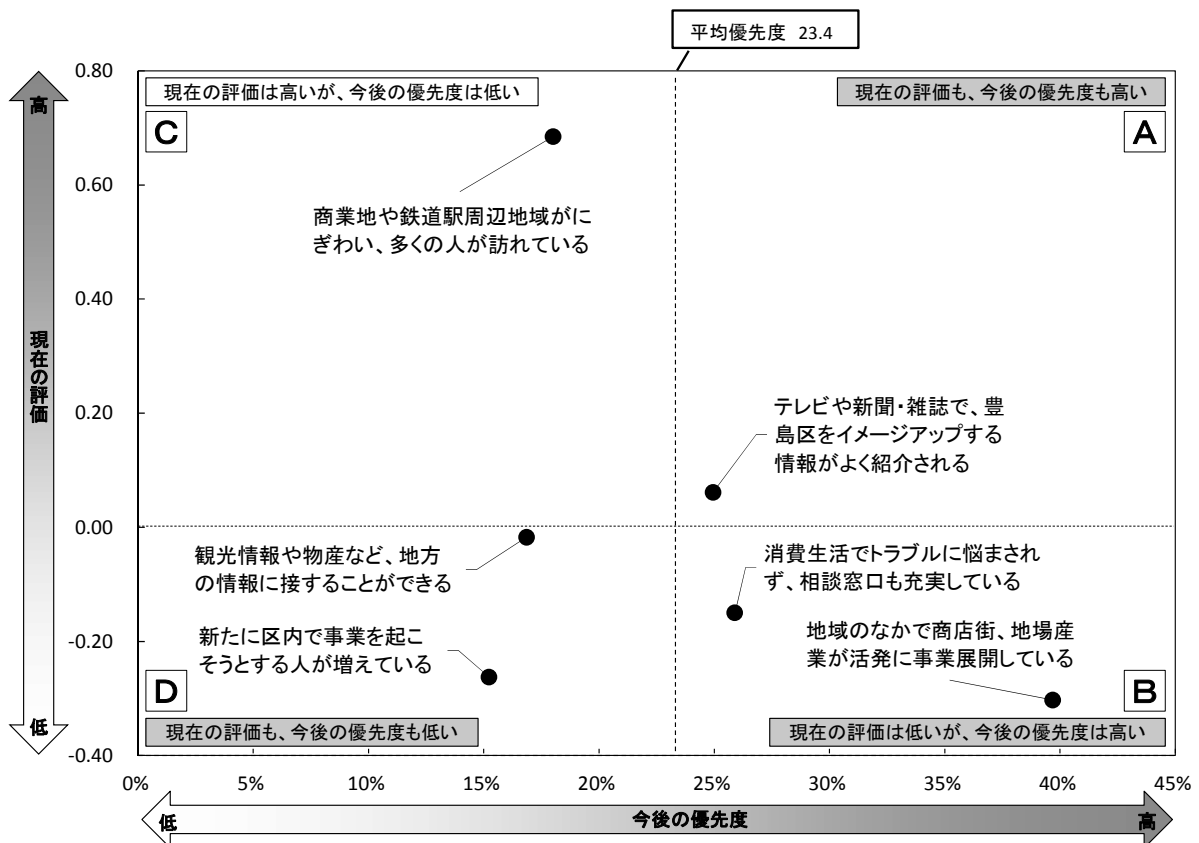 平均優先度 23.4
高
現在の評価
低
0.80
0.60
0.40
0.20
0.00
-0.20
-0.40
現在の評価は高いが、今後の優先度は低い
C
現在の評価も、今後の優先度も高い
A
商業地や鉄道駅周辺地域がに
ぎわい、多くの人が訪れている
テレビや新聞・雑誌で、豊
島区をイメージアップする
情報がよく紹介される
観光情報や物産など、地方
の情報に接することができる
消費生活でトラブルに悩まされ
ず、相談窓口も充実している
新たに区内で事業を起こ
そうとする人が増えている
地域のなかで商店街、地場産
業が活発に事業展開している
D
現在の評価も、今後の優先度も低い
B
現在の評価は低いが、今後の優先度は高い
0%
5%
10%
15%
20%
25%
30%
35%
40%
45%
低
今後の優先度
高